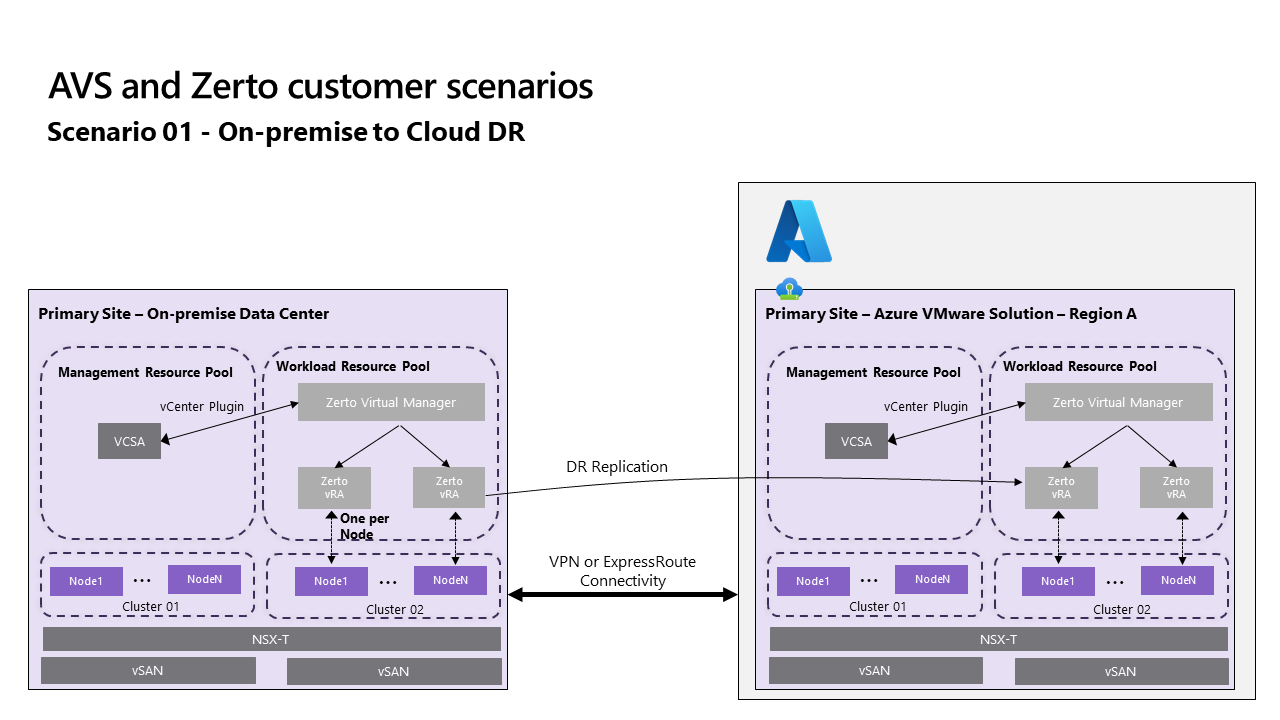 AVS and Zerto customer scenarios
Scenario 01 - On-premise to Cloud DR
Primary Site – On-premise Data Center
Management Resource Pool
Workload Resource Pool
vCenter Plugin
Zerto Virtual Manager
VCSA
Zerto
vRA
Zerto
vRA
One per
Node
Node1
...
NodeN
Cluster 01
Node1
...
NodeN
Cluster 02
NSX-T
vSAN
vSAN
DR Replication
VPN or ExpressRoute
Connectivity
Primary Site – Azure VMware Solution – Region A
Management Resource Pool
Workload Resource Pool
vCenter Plugin
Zerto Virtual Manager
VCSA
Zerto
vRA
Zerto
vRA
Node1
...
NodeN
Cluster 01
Node1
...
NodeN
Cluster 02
NSX-T
vSAN
vSAN